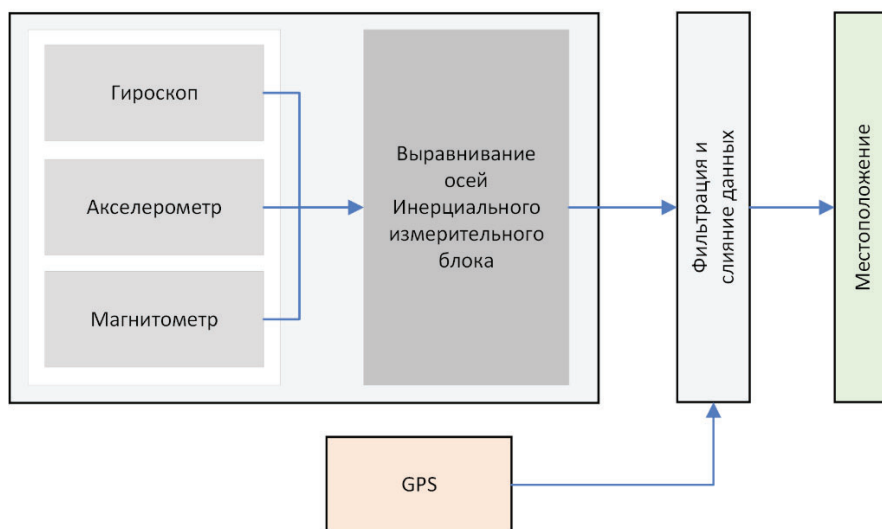 Гироскоп
Акселерометр
Магнитометр
Выравнивание
осей
Инерциального
измерительного
блока
Фильтрация и
слияние данных
Местоположение
GPS